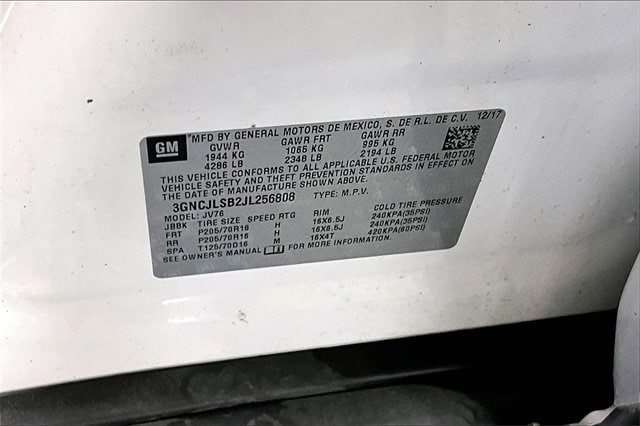 GM
MFD BY GENERAL MOTORS DE MEXICO, S. DE R.L. DE C.V. 12/17
GVWR GAWR FRT GAWR RR
1944 KG 1065 KG 995 KG
4286 LB 2348 LB 2194 LB
THIS VEHICLE CONFORMS TO ALL APPLICABLE U.S. FEDERAL MOTOR
VEHICLE SAFETY AND THEFT PREVENTION STANDARDS IN EFFECT ON
THE DATE OF MANUFACTURE SHOWN ABOVE.
3GNCJLSB2JL256808 TYPE: M.P.V.
MODEL: JV76
JBBK TIRE SIZE SPEED RTG RIM COLD TIRE PRESSURE
FRT P205/70R16 H 16X6.5J 240KPA(35PSI)
RR P205/70R16 H 16X6.5J 240KPA(35PSI)
SPA T125/70D16 M 16X4T 420KPA(60PSI)
SEE OWNER'S MANUAL FOR MORE INFORMATION.